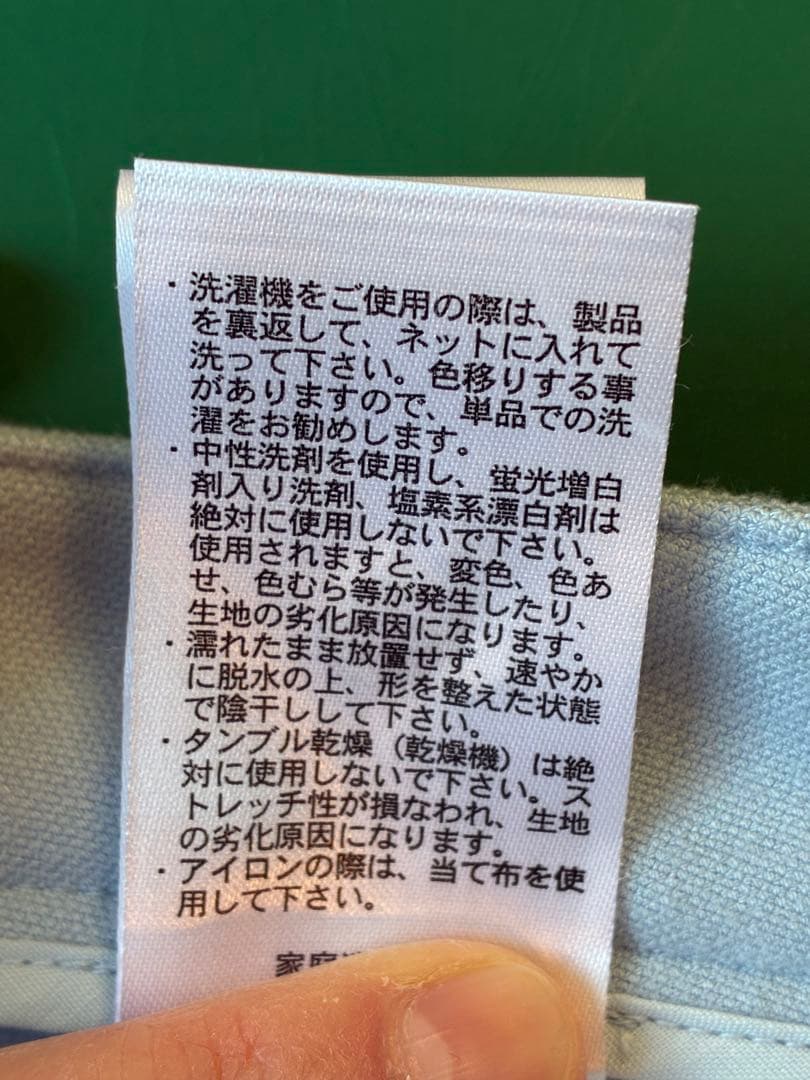 ・洗濯機をご使用の際は、製品
を裏返して、ネットに入れて
洗って下さい。色移りする事
がありますので、単品での洗
濯をお勧めします。
・中性洗剤を使用し、蛍光増白
剤入り洗剤、塩素系漂白剤は
絶対に使用しないで下さい。
使用されますと、変色、色あ
せ、色むら等が発生したり、
生地の劣化原因になります。
・濡れたまま放置せず、速やか
に脱水の上、形を整えた状態
で陰干しして下さい。
・タンブル乾燥（乾燥機）は絶
対に使用しないで下さい。ス
トレッチ性が損なわれ、生地
の劣化原因になります。
・アイロンの際は、当て布を使
用して下さい。
家庭